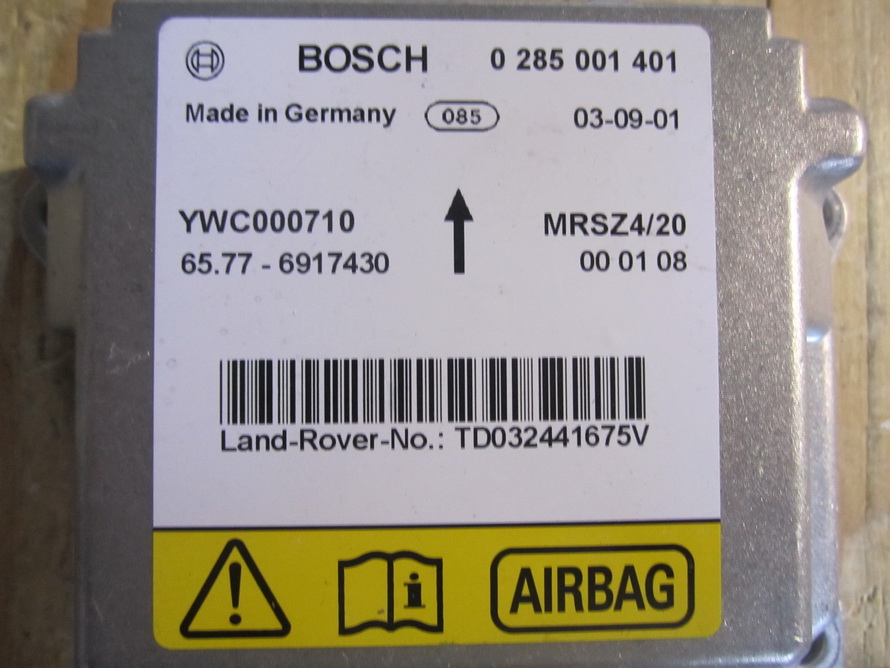 BOSCH 0 285 001 401
Made in Germany 085 03-09-01
YWC000710 MRSZ4/20
65.77 - 6917430 00 01 08
Land-Rover-No.: TD032441675V
i AIRBAG